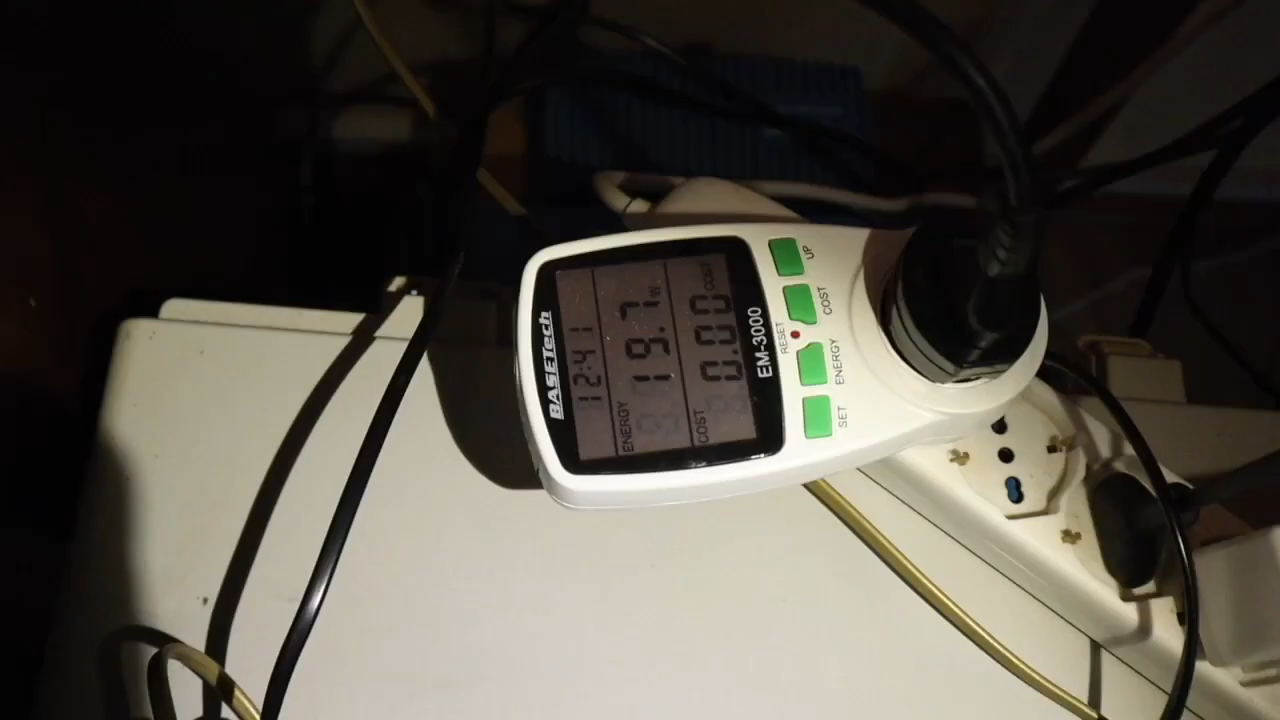 BASETech
12:41
ENERGY
19.7 W
COST
0.00 COST
EM-3000
RESET
SET
ENERGY
COST
UP